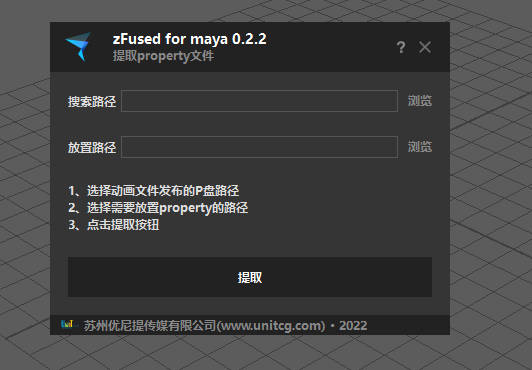 zFused for maya 0.2.2
提取property文件
?
搜索路径 浏览
放置路径 浏览
1、选择动画文件发布的P盘路径
2、选择需要放置property的路径
3、点击提取按钮
提取
UNIT 苏州优尼提传媒有限公司(www.unitcg.com)·2022